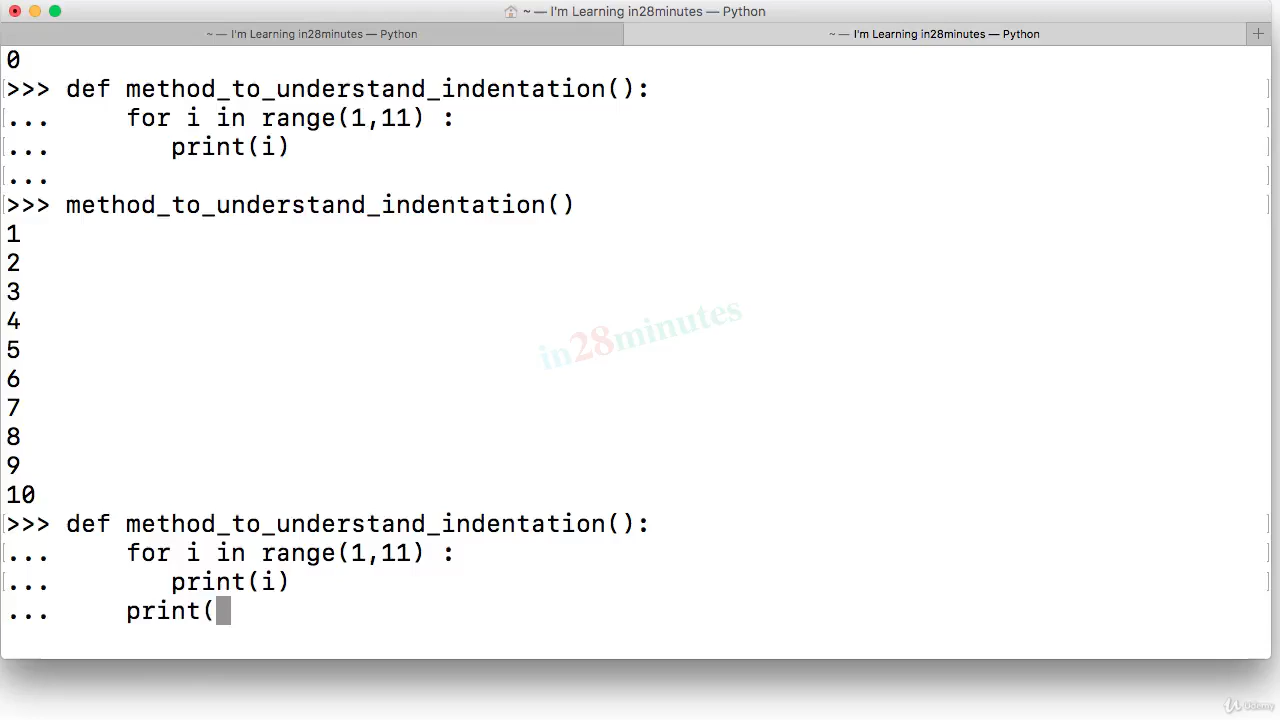 ~ — I'm Learning in28minutes — Python
~ — I'm Learning in28minutes — Python ~ — I'm Learning in28minutes — Python +
0
>>> def method_to_understand_indentation():
...     for i in range(1,11) :
...        print(i)
...
>>> method_to_understand_indentation()
1
2
3
4
5
6
7
8
9
10
>>> def method_to_understand_indentation():
...     for i in range(1,11) :
...        print(i)
...     print(
in28minutes
Udemy